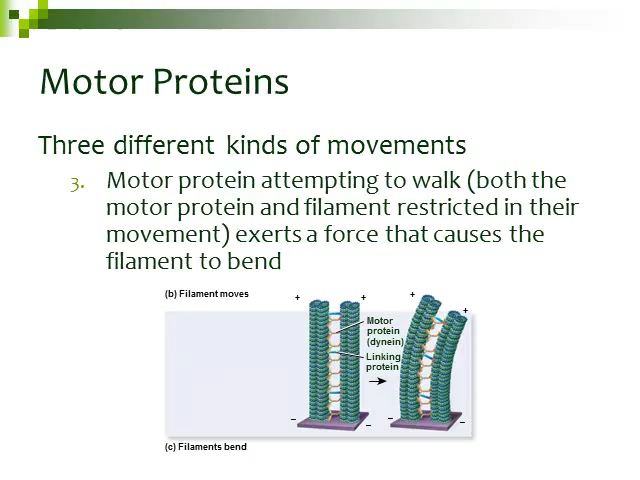 Motor Proteins
Three different kinds of movements
3. Motor protein attempting to walk (both the
motor protein and filament restricted in their
movement) exerts a force that causes the
filament to bend
(b) Filament moves
+ + + +
Motor
protein
(dynein)
Linking
protein
– – – –
(c) Filaments bend